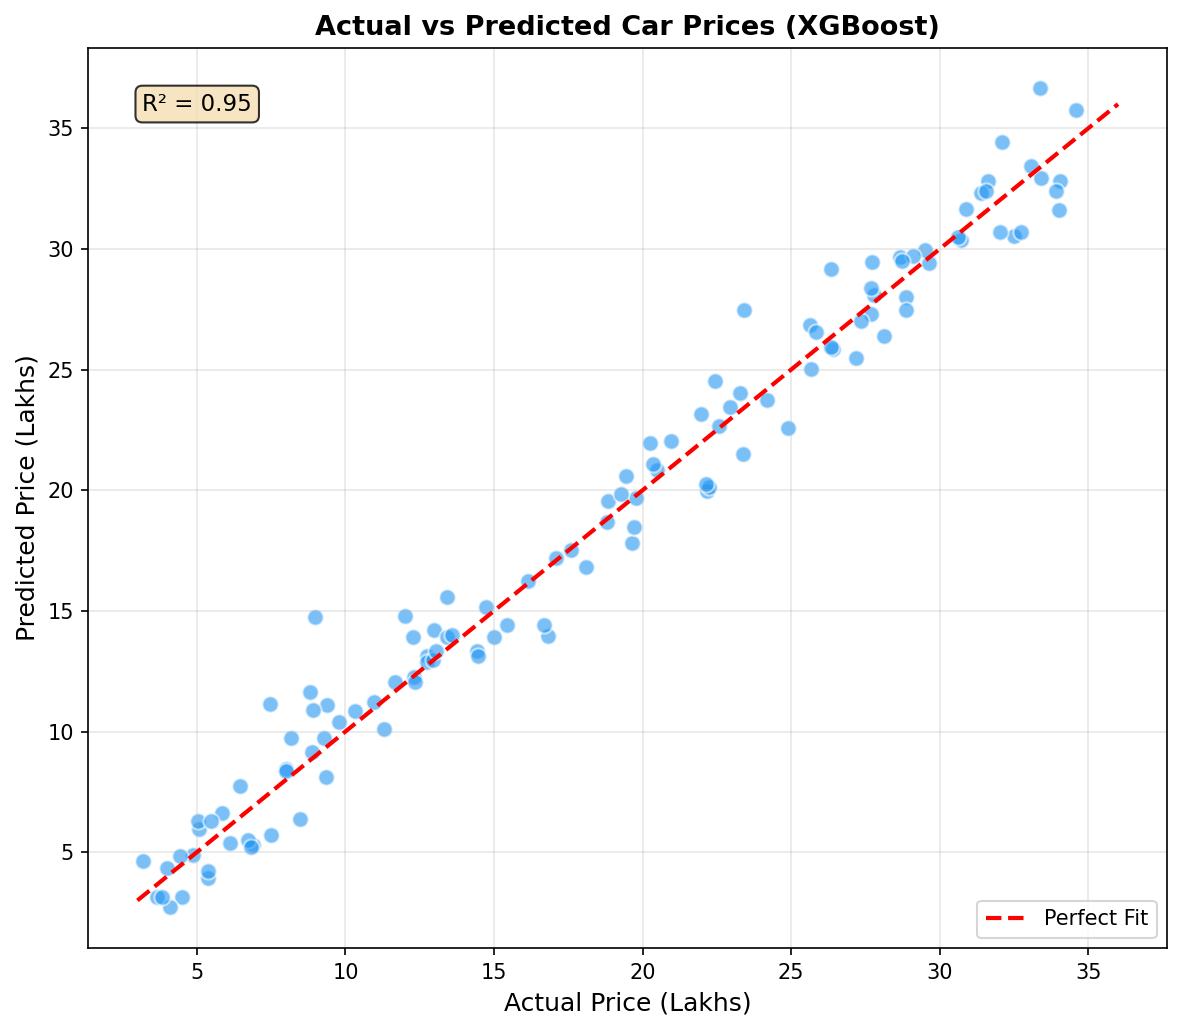 Actual vs Predicted Car Prices (XGBoost)
R² = 0.95
Predicted Price (Lakhs)
35
30
25
20
15
10
5
Perfect Fit
5 10 15 20 25 30 35
Actual Price (Lakhs)